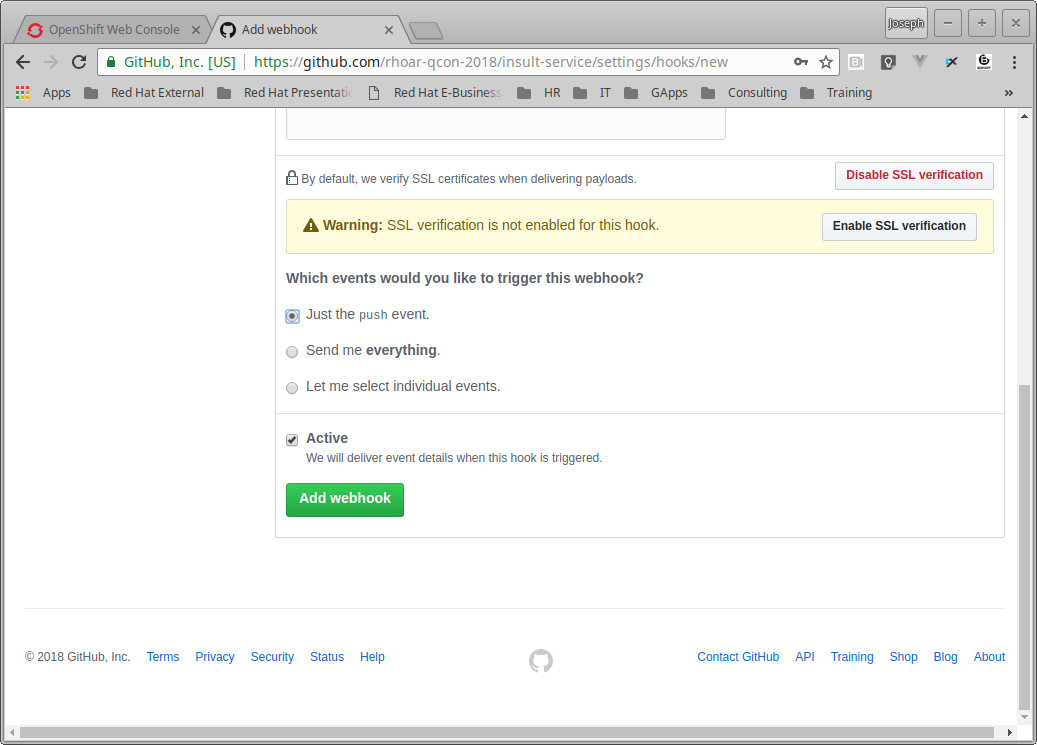 OpenShift Web Console
Add webhook
Joseph
GitHub, Inc. [US] https://github.com/rhoar-qcon-2018/insult-service/settings/hooks/new
Apps Red Hat External Red Hat Presentatio Red Hat E-Business HR IT GApps Consulting Training »
By default, we verify SSL certificates when delivering payloads.
Disable SSL verification
Warning: SSL verification is not enabled for this hook.
Enable SSL verification
Which events would you like to trigger this webhook?
Just the push event.
Send me everything.
Let me select individual events.
Active
We will deliver event details when this hook is triggered.
Add webhook
© 2018 GitHub, Inc. Terms Privacy Security Status Help Contact GitHub API Training Shop Blog About